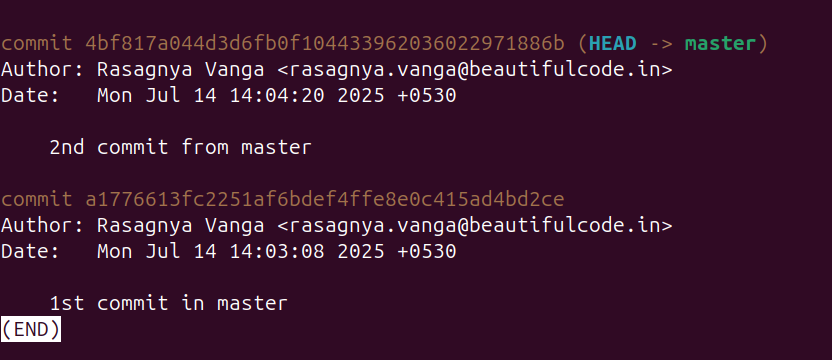 commit 4bf817a044d3d6fb0f104433962036022971886b (HEAD -> master)
Author: Rasagnya Vanga <rasagnya.vanga@beautifulcode.in>
Date:   Mon Jul 14 14:04:20 2025 +0530
2nd commit from master
commit a1776613fc2251af6bdef4ffe8e0c415ad4bd2ce
Author: Rasagnya Vanga <rasagnya.vanga@beautifulcode.in>
Date:   Mon Jul 14 14:03:08 2025 +0530
1st commit in master
(END)